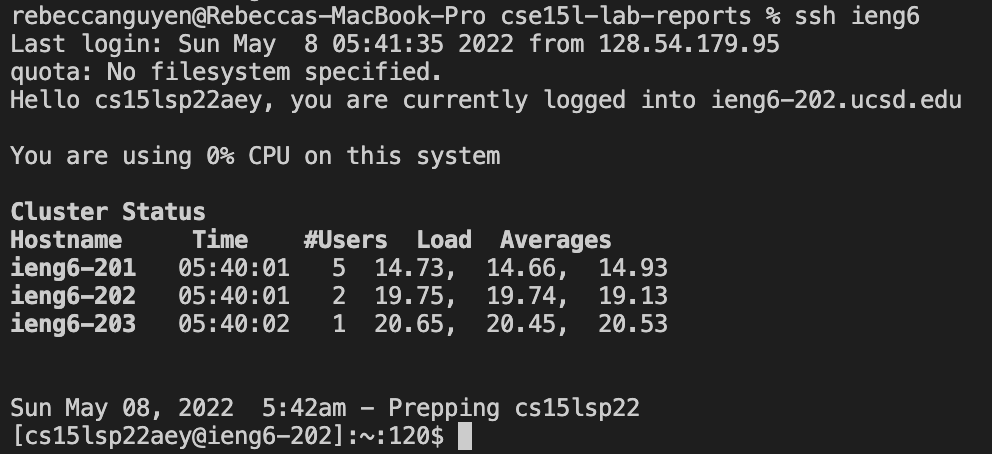 rebeccanguyen@Rebeccas-MacBook-Pro cse15l-lab-reports % ssh ieng6
Last login: Sun May  8 05:41:35 2022 from 128.54.179.95
quota: No filesystem specified.
Hello cs15lsp22aey, you are currently logged into ieng6-202.ucsd.edu
You are using 0% CPU on this system
Cluster Status
Hostname     Time    #Users  Load  Averages
ieng6-201   05:40:01   5  14.73,  14.66,  14.93
ieng6-202   05:40:01   2  19.75,  19.74,  19.13
ieng6-203   05:40:02   1  20.65,  20.45,  20.53
Sun May 08, 2022  5:42am - Prepping cs15lsp22
[cs15lsp22aey@ieng6-202]:~:120$